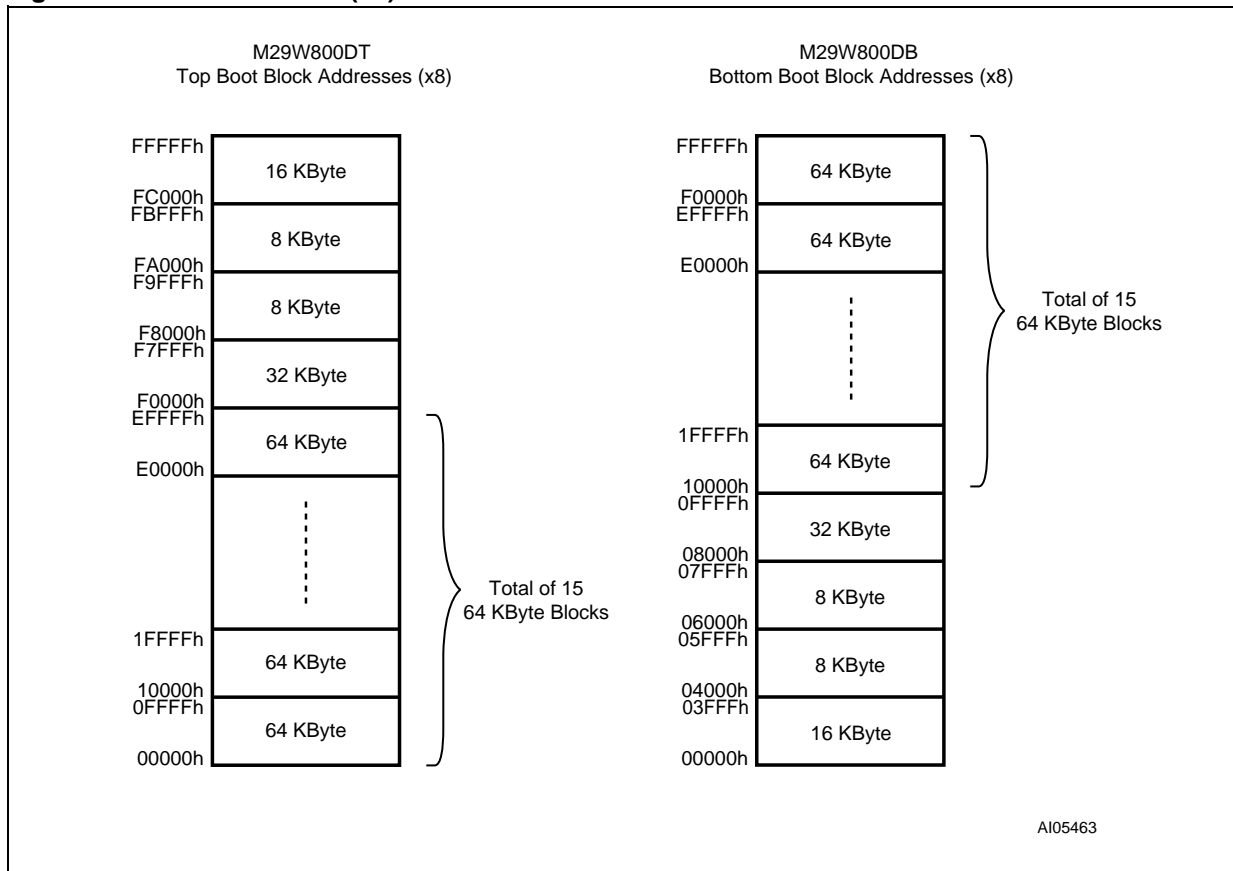 M29W800DT
Top Boot Block Addresses (x8)
FFFFFh
16 KByte
FC000h
FBFFFh
8 KByte
FA000h
F9FFFh
8 KByte
F8000h
F7FFFh
32 KByte
F0000h
EFFFFh
64 KByte
E0000h
Total of 15
64 KByte Blocks
1FFFFh
64 KByte
10000h
0FFFFh
64 KByte
00000h
M29W800DB
Bottom Boot Block Addresses (x8)
FFFFFh
64 KByte
F0000h
EFFFFh
64 KByte
E0000h
Total of 15
64 KByte Blocks
1FFFFh
64 KByte
10000h
0FFFFh
32 KByte
08000h
07FFFh
8 KByte
06000h
05FFFh
8 KByte
04000h
03FFFh
16 KByte
00000h
AI05463